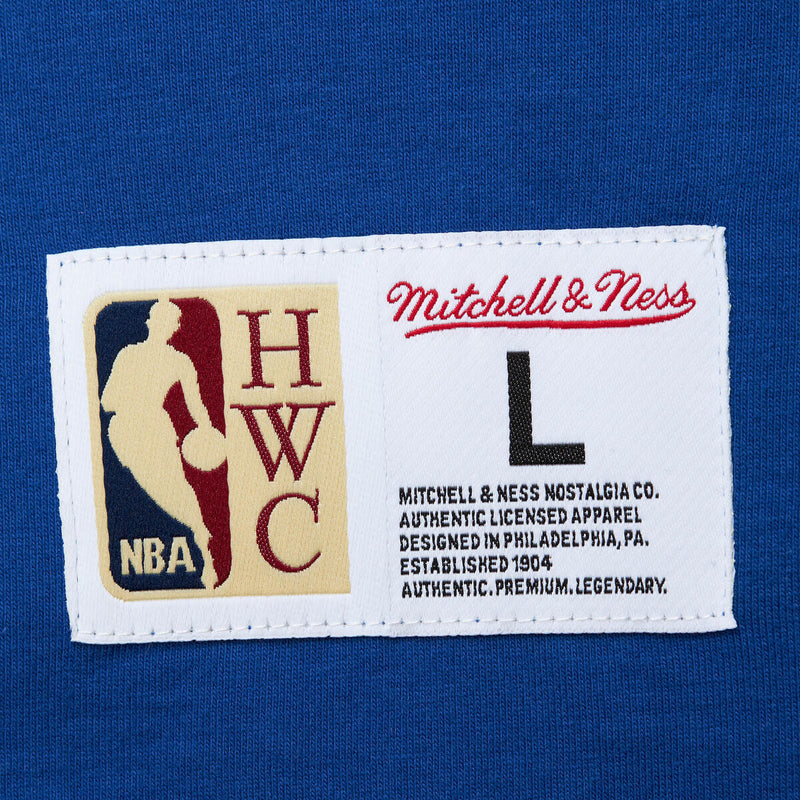 NBA
H
W
C
Mitchell & Ness
L
MITCHELL & NESS NOSTALGIA CO.
AUTHENTIC LICENSED APPAREL
DESIGNED IN PHILADELPHIA, PA.
ESTABLISHED 1904
AUTHENTIC. PREMIUM. LEGENDARY.